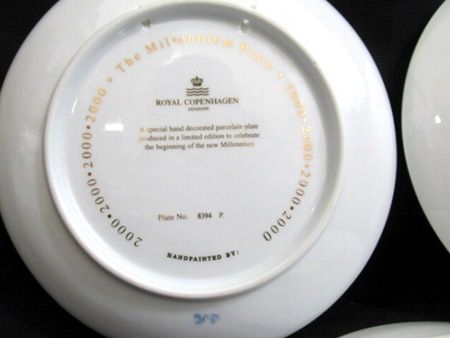 2000•2000•2000•2000 • The Millennium Plate • 2000•2000•2000•2000
ROYAL COPENHAGEN
DENMARK
A special hand decorated porcelain plate
produced in a limited edition to celebrate
the beginning of the new Millennium
Plate No. 8394 P.
HANDPAINTED BY: